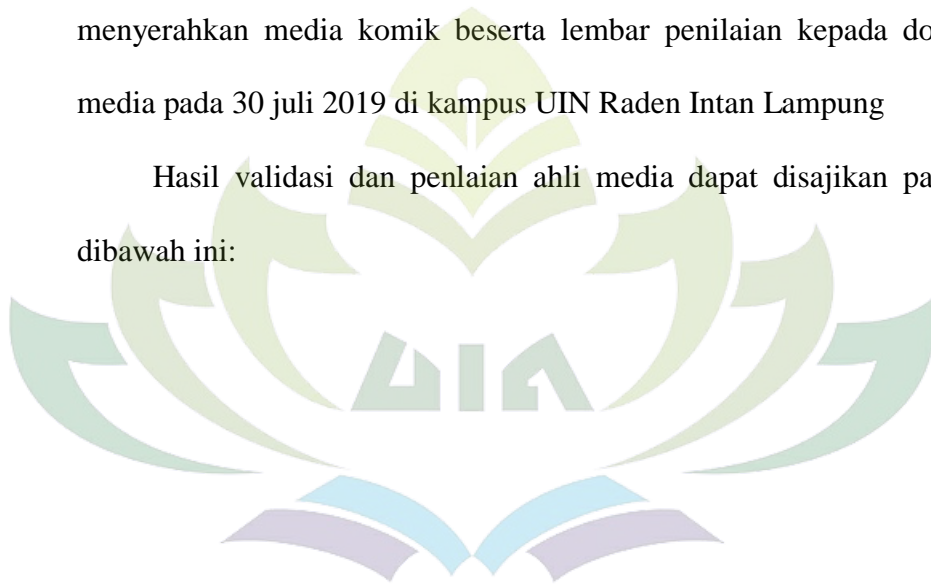 menyerahkan media komik beserta lembar penilaian kepada do
media pada 30 juli 2019 di kampus UIN Raden Intan Lampung
Hasil validasi dan penlaian ahli media dapat disajikan pa
dibawah ini:
UIN